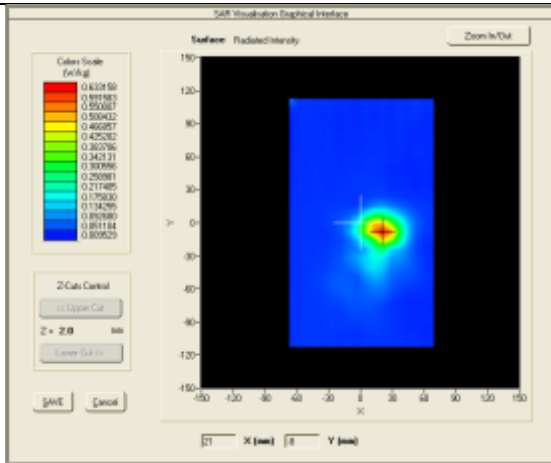 SAR Visualisation Graphical Interface
Surface Radiated Intensity
Zoom In/Out
Colors Scale
(W/kg)
0.633158
0.591583
0.550007
0.508432
0.466857
0.425282
0.383706
0.342131
0.300556
0.258981
0.217405
0.175830
0.134255
0.092680
0.051104
0.009529
Z-Cuts Control
<< Upper Cut
Z = 2.0 mm
Lower Cut >>
SAVE Cancel
150
120
90
60
30
0
-30
-60
-90
-120
-150
Y
-150 -120 -90 -60 -30 0 30 60 90 120 150
X
21 X (mm) -8 Y (mm)